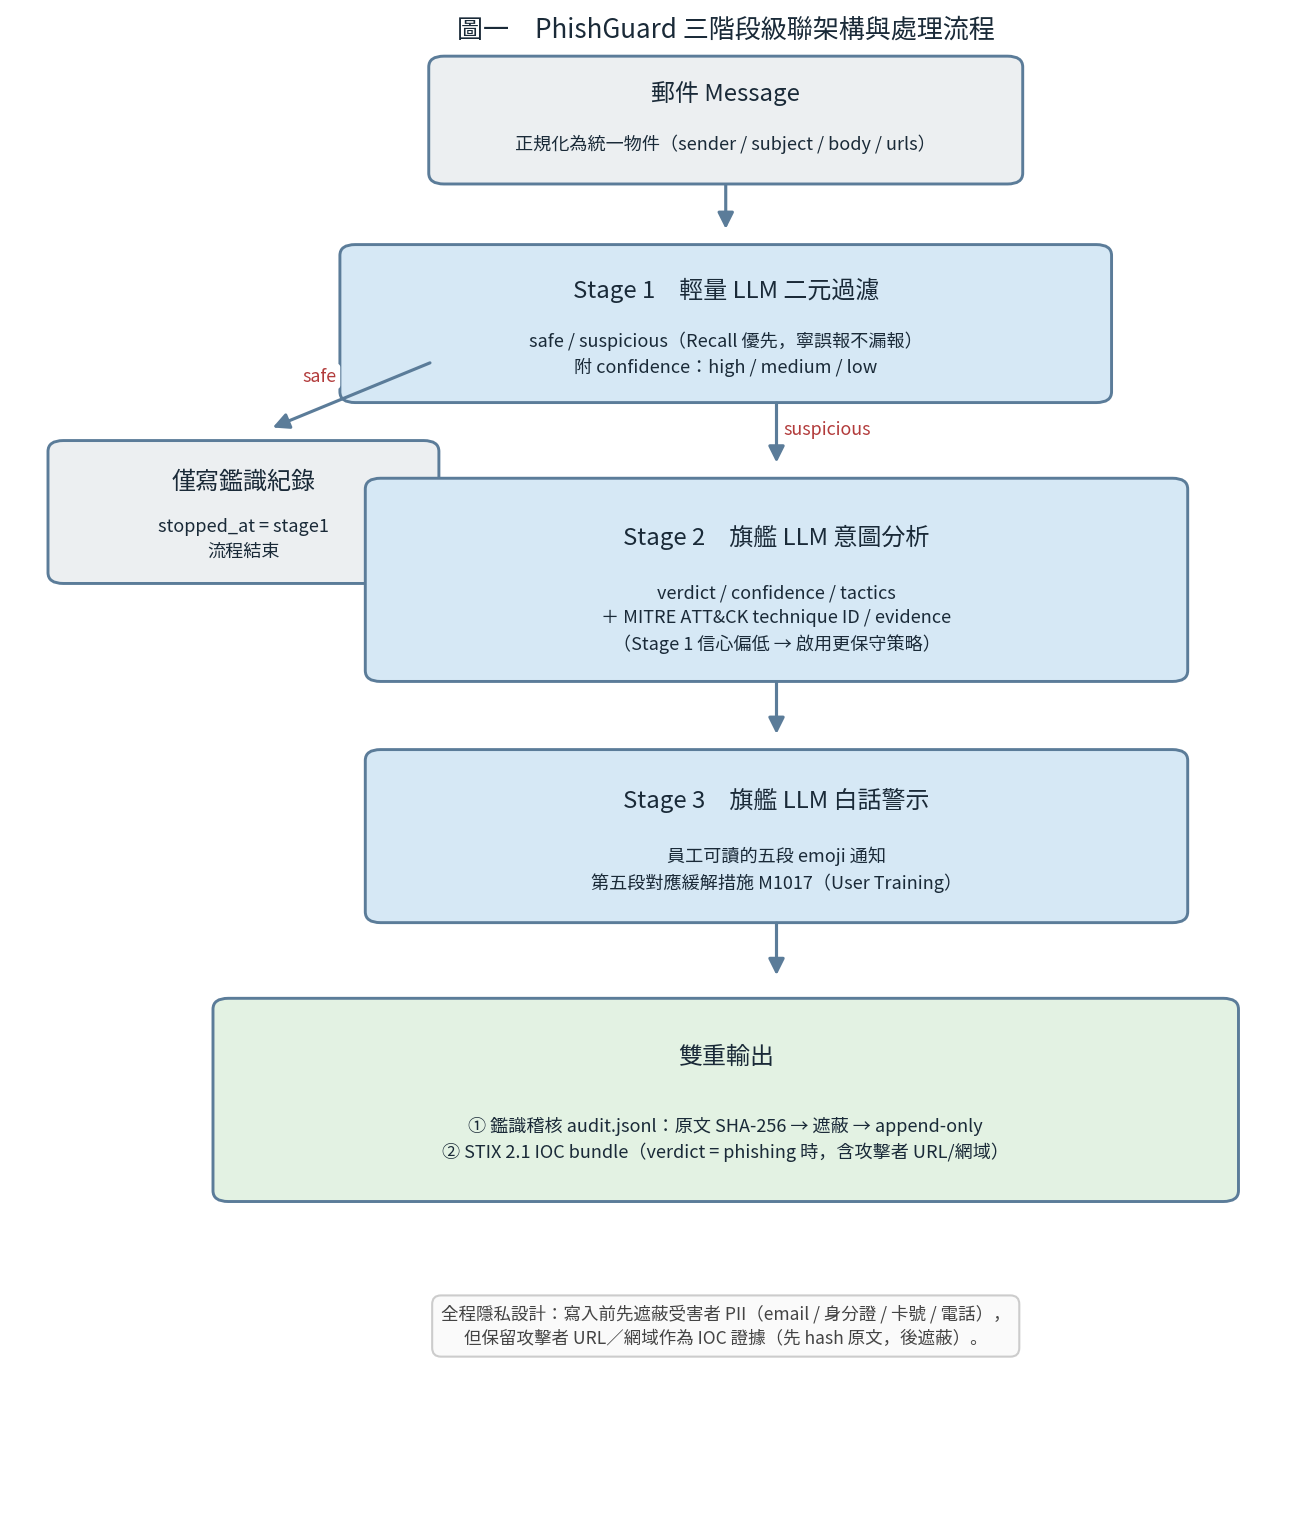 圖一　PhishGuard 三階段級聯架構與處理流程
郵件 Message
正規化為統一物件（sender / subject / body / urls）
Stage 1　輕量 LLM 二元過濾
safe / suspicious（Recall 優先，寧誤報不漏報）
附 confidence：high / medium / low
safe
suspicious
僅寫鑑識紀錄
stopped_at = stage1
流程結束
Stage 2　旗艦 LLM 意圖分析
verdict / confidence / tactics
＋ MITRE ATT&CK technique ID / evidence
（Stage 1 信心偏低 → 啟用更保守策略）
Stage 3　旗艦 LLM 白話警示
員工可讀的五段 emoji 通知
第五段對應緩解措施 M1017（User Training）
雙重輸出
① 鑑識稽核 audit.jsonl：原文 SHA-256 → 遮蔽 → append-only
② STIX 2.1 IOC bundle（verdict = phishing 時，含攻擊者 URL/網域）
全程隱私設計：寫入前先遮蔽受害者 PII（email / 身分證 / 卡號 / 電話），
但保留攻擊者 URL／網域作為 IOC 證據（先 hash 原文，後遮蔽）。